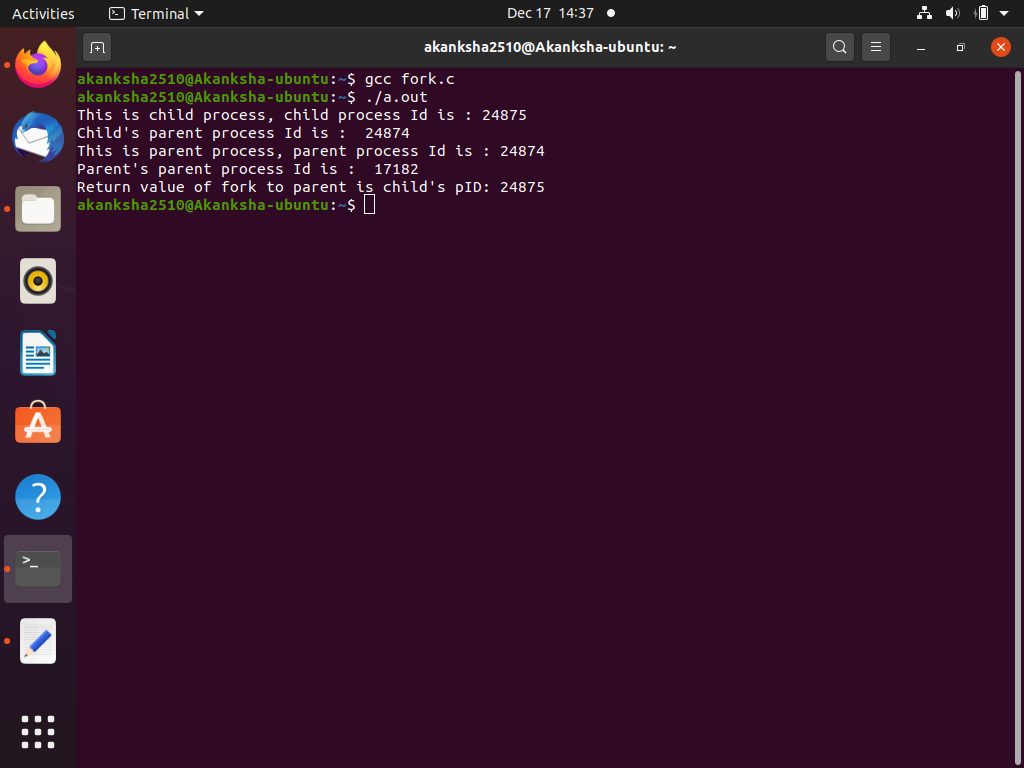 Activities Terminal Dec 17 14:37
akanksha2510@Akanksha-ubuntu: ~
akanksha2510@Akanksha-ubuntu:~$ gcc fork.c
akanksha2510@Akanksha-ubuntu:~$ ./a.out
This is child process, child process Id is : 24875
Child's parent process Id is :  24874
This is parent process, parent process Id is : 24874
Parent's parent process Id is :  17182
Return value of fork to parent is child's pID: 24875
akanksha2510@Akanksha-ubuntu:~$